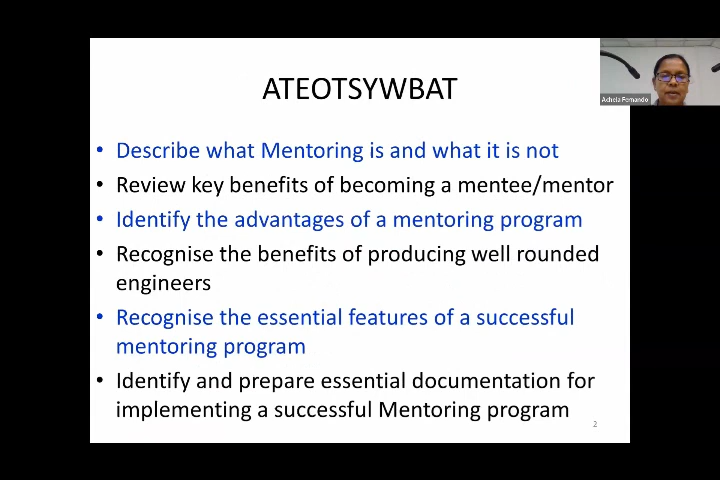 ATEOTSYWBAT
• Describe what Mentoring is and what it is not
• Review key benefits of becoming a mentee/mentor
• Identify the advantages of a mentoring program
• Recognise the benefits of producing well rounded
engineers
• Recognise the essential features of a successful
mentoring program
• Identify and prepare essential documentation for
implementing a successful Mentoring program
2
Achela Fernando